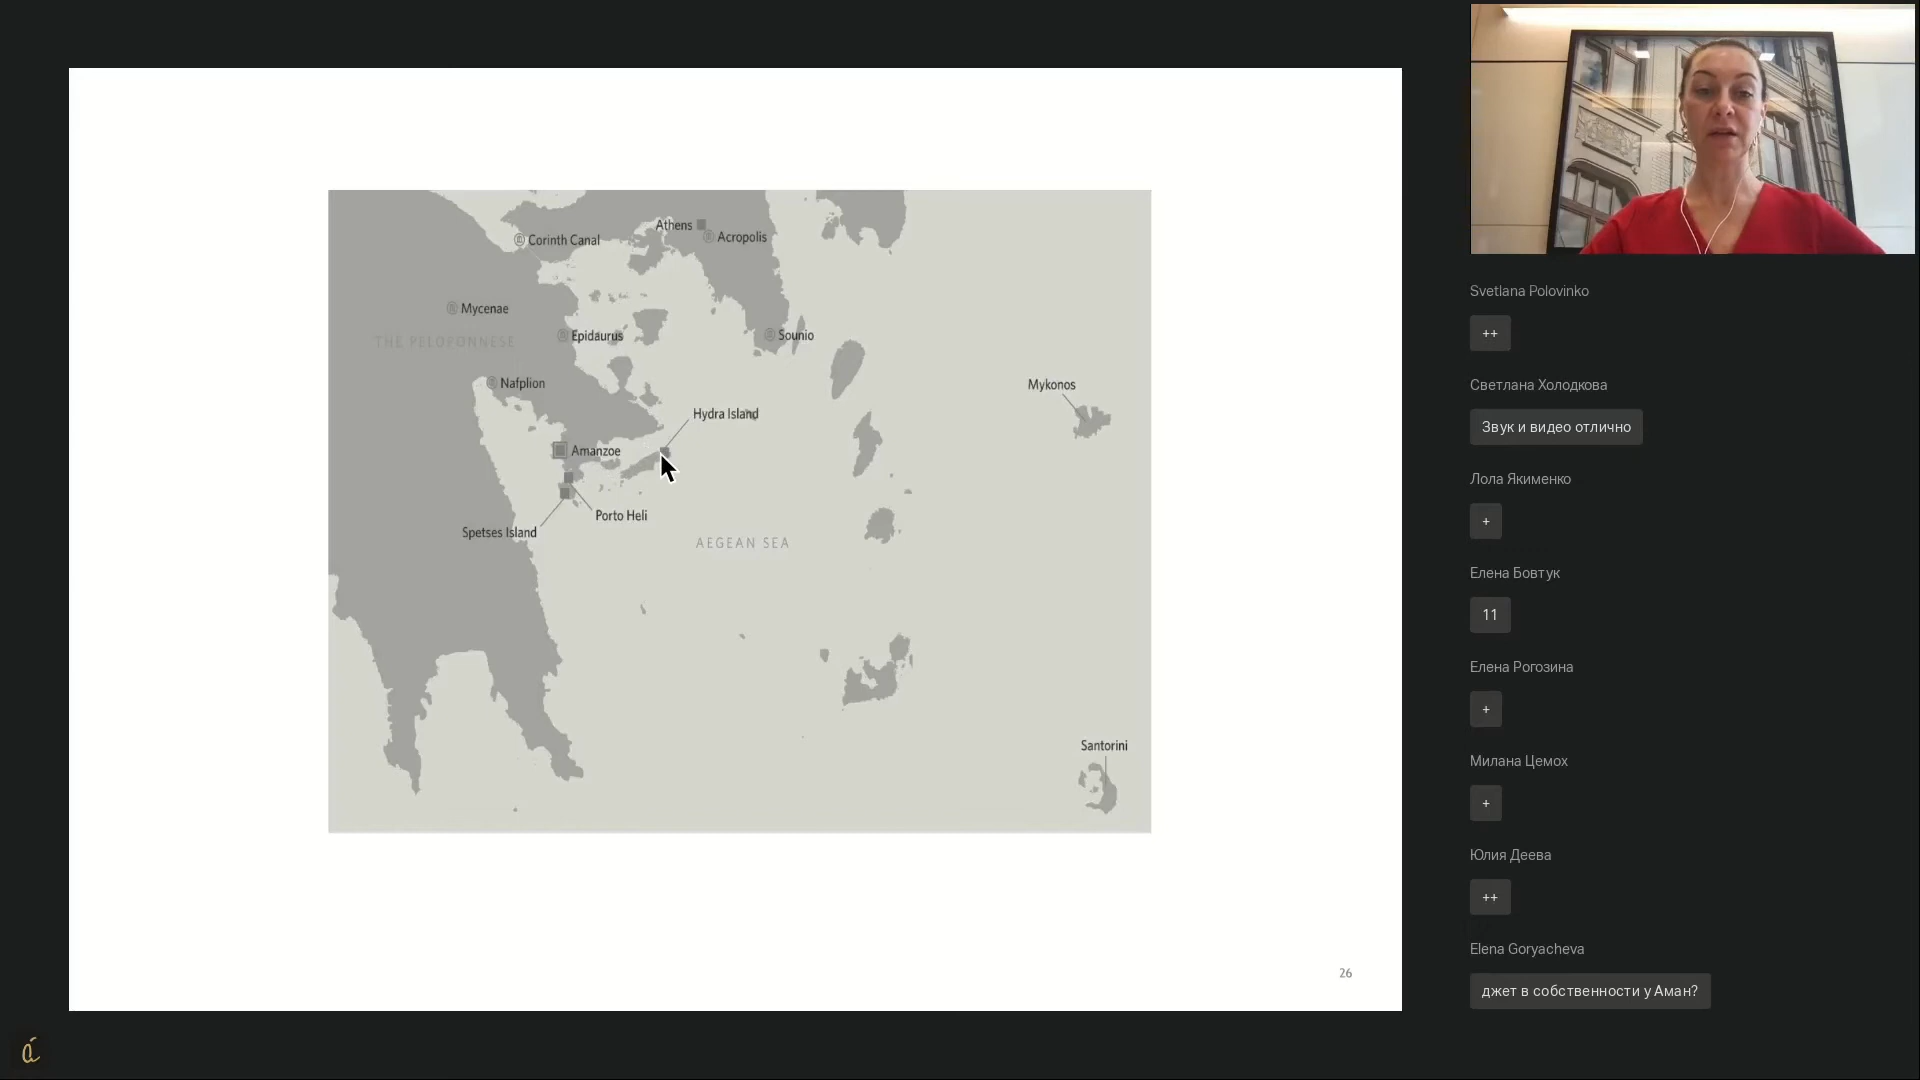 Athens
Acropolis
Corinth Canal
Mycenae
THE PELOPONNESE
Epidaurus
Sounio
Nafplion
Mykonos
Hydra Island
Amanzoe
Porto Heli
Spetses Island
AEGEAN SEA
Santorini
26
á
Svetlana Polovinko
++
Светлана Холодкова
Звук и видео отлично
Лола Якименко
+
Елена Бовтук
11
Елена Рогозина
+
Милана Цемох
+
Юлия Деева
++
Elena Goryacheva
джет в собственности у Аман?